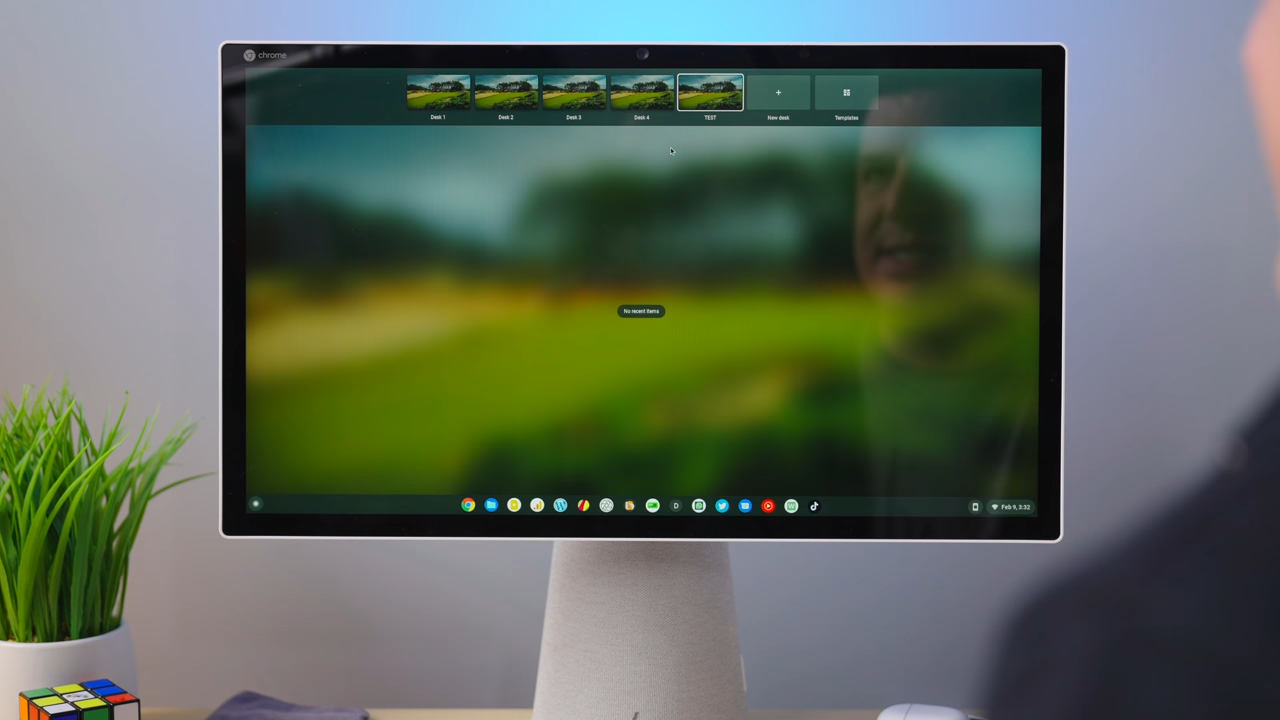 chrome
Desk 1
Desk 2
Desk 3
Desk 4
TEST
New desk
Templates
No recent items
D
Feb 9, 3:32